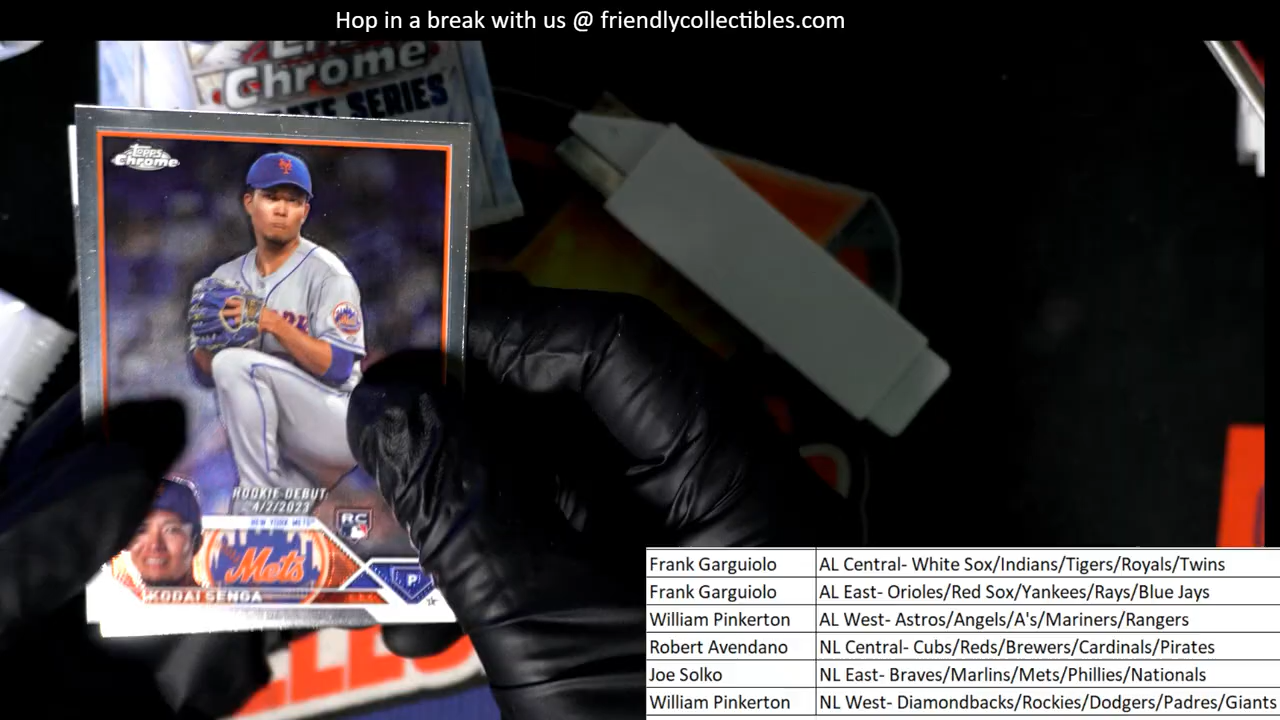 Hop in a break with us @ friendlycollectibles.com
Chrome
SERIES
Topps
Chrome
ROOKIE DEBUT
4/2/2023
NEW YORK METS
RC
Mets
P
KODAI SENGA
Frank Garguiolo AL Central- White Sox/Indians/Tigers/Royals/Twins
Frank Garguiolo AL East- Orioles/Red Sox/Yankees/Rays/Blue Jays
William Pinkerton AL West- Astros/Angels/A's/Mariners/Rangers
Robert Avendano NL Central- Cubs/Reds/Brewers/Cardinals/Pirates
Joe Solko NL East- Braves/Marlins/Mets/Phillies/Nationals
William Pinkerton NL West- Diamondbacks/Rockies/Dodgers/Padres/Giants